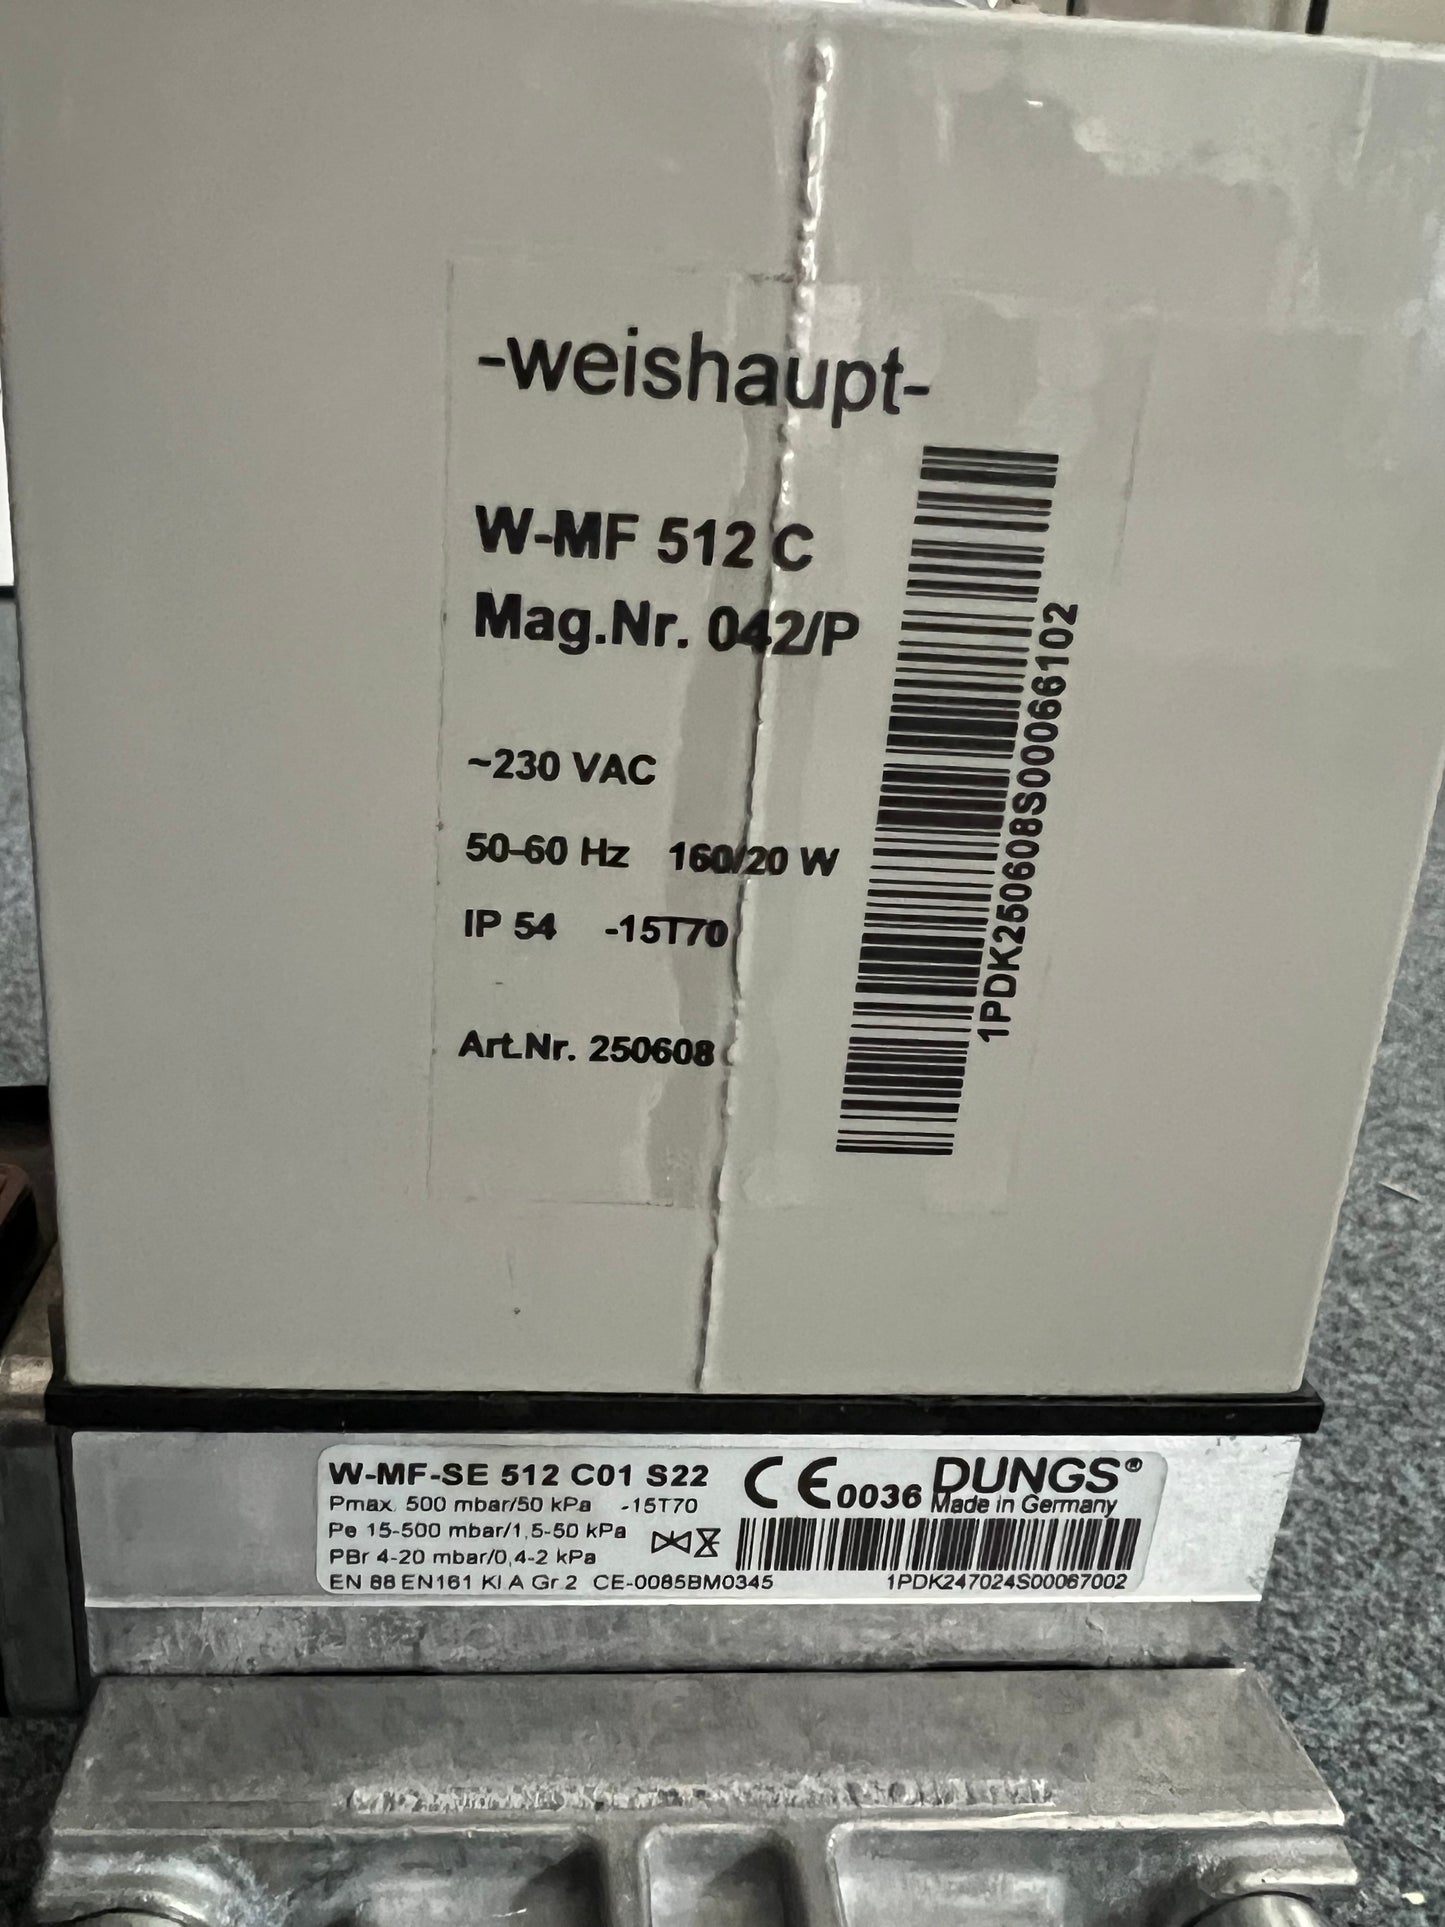 -weishaupt-
W-MF 512 C
Mag.Nr. 042/P
~230 VAC
50-60 Hz 160/20 W
IP 54 -15T70
Art.Nr. 250608
1PDK250608S00066102
W-MF-SE 512 C01 S22
Pmax. 500 mbar/50 kPa -15T70
Pe 15-500 mbar/1,5-50 kPa
PBr 4-20 mbar/0,4-2 kPa
EN 88 EN161 Kl A Gr.2 CE-0085BM0345
CE0036 DUNGS®
Made in Germany
1PDK247024S00067002